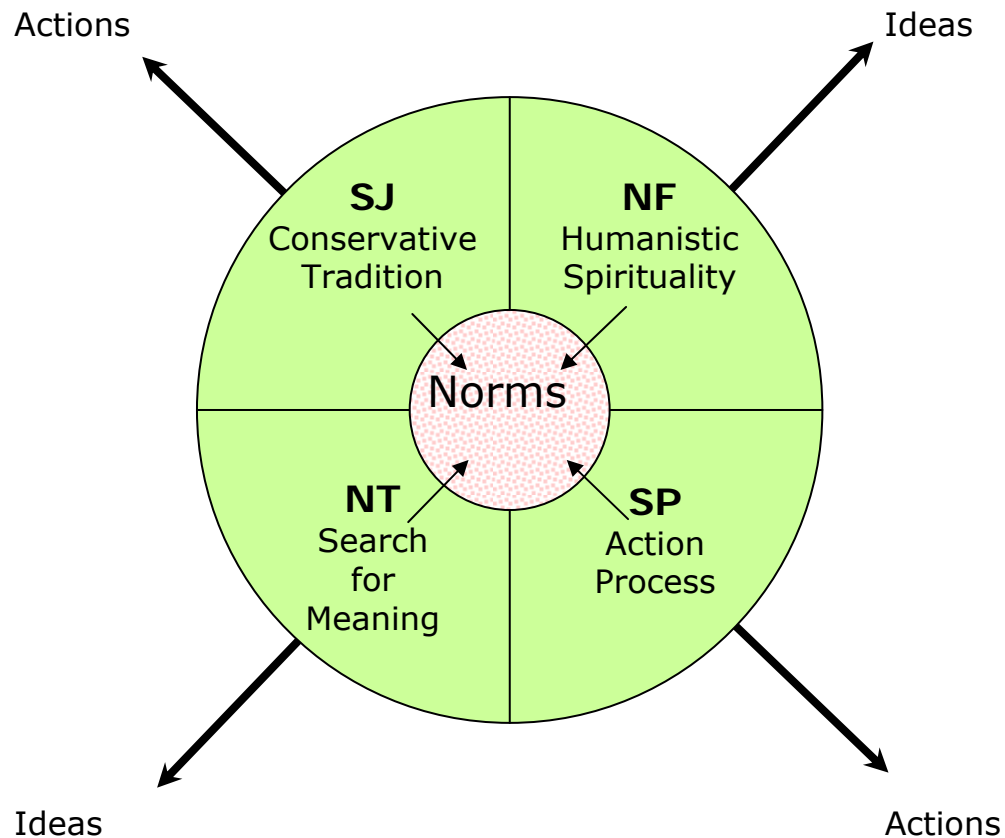 Actions
Ideas
SJ
Conservative
Tradition
NF
Humanistic
Spirituality
Norms
NT
Search
for
Meaning
SP
Action
Process
Ideas
Actions